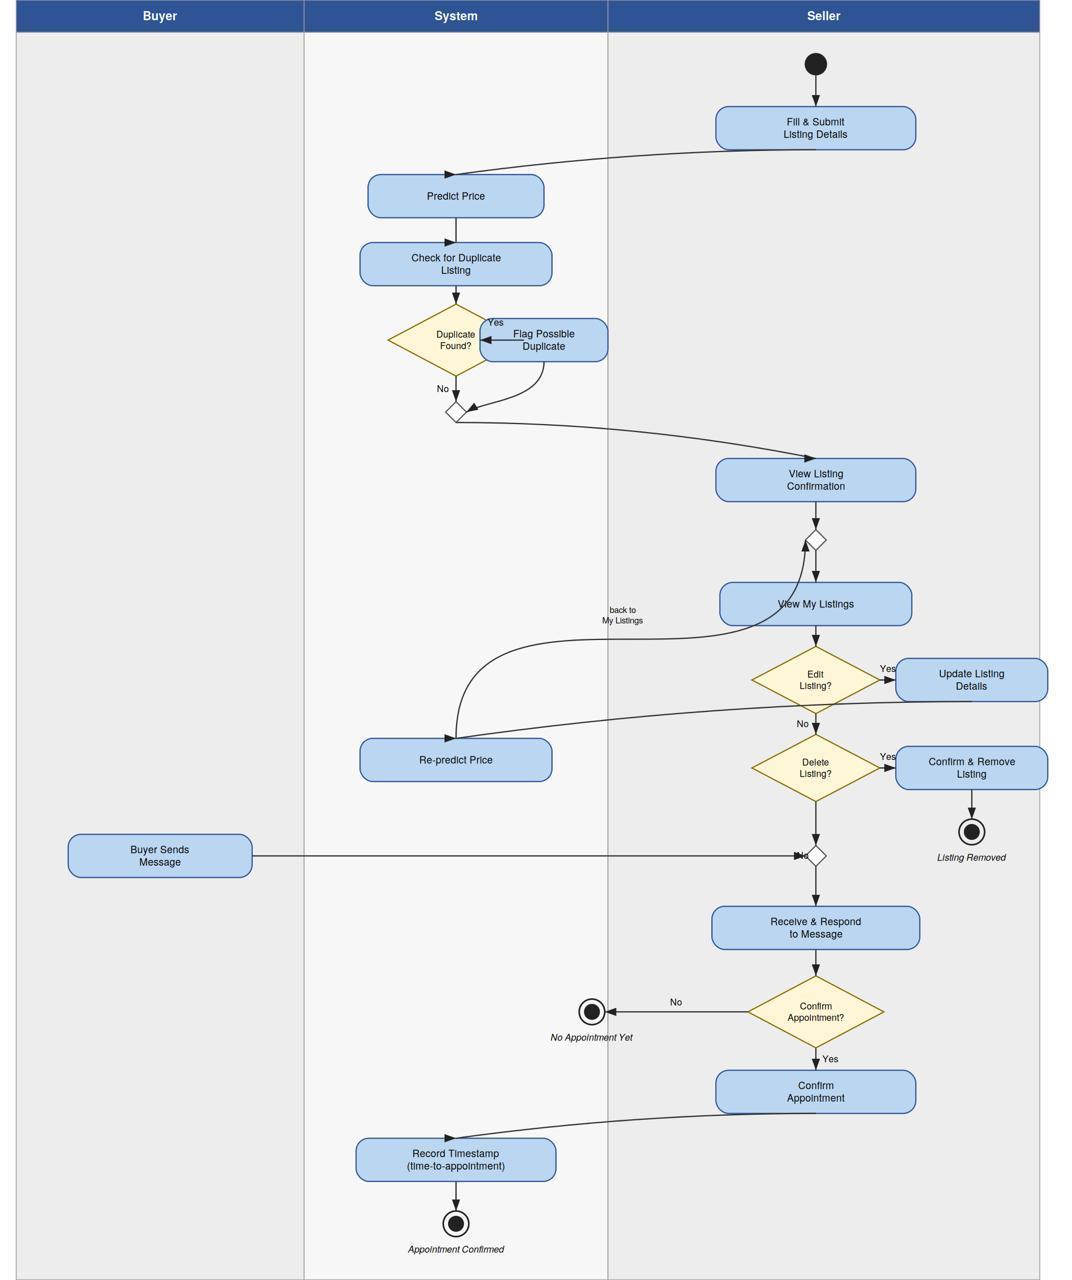 Buyer
System
Seller
Fill & Submit
Listing Details
Predict Price
Check for Duplicate
Listing
Duplicate
Found?
Yes
Flag Possible
Duplicate
No
View Listing
Confirmation
View My Listings
back to
My Listings
Edit
Listing?
Yes
Update Listing
Details
No
Re-predict Price
Delete
Listing?
Yes
Confirm & Remove
Listing
Listing Removed
Buyer Sends
Message
No
Receive & Respond
to Message
Confirm
Appointment?
No
No Appointment Yet
Yes
Confirm
Appointment
Record Timestamp
(time-to-appointment)
Appointment Confirmed